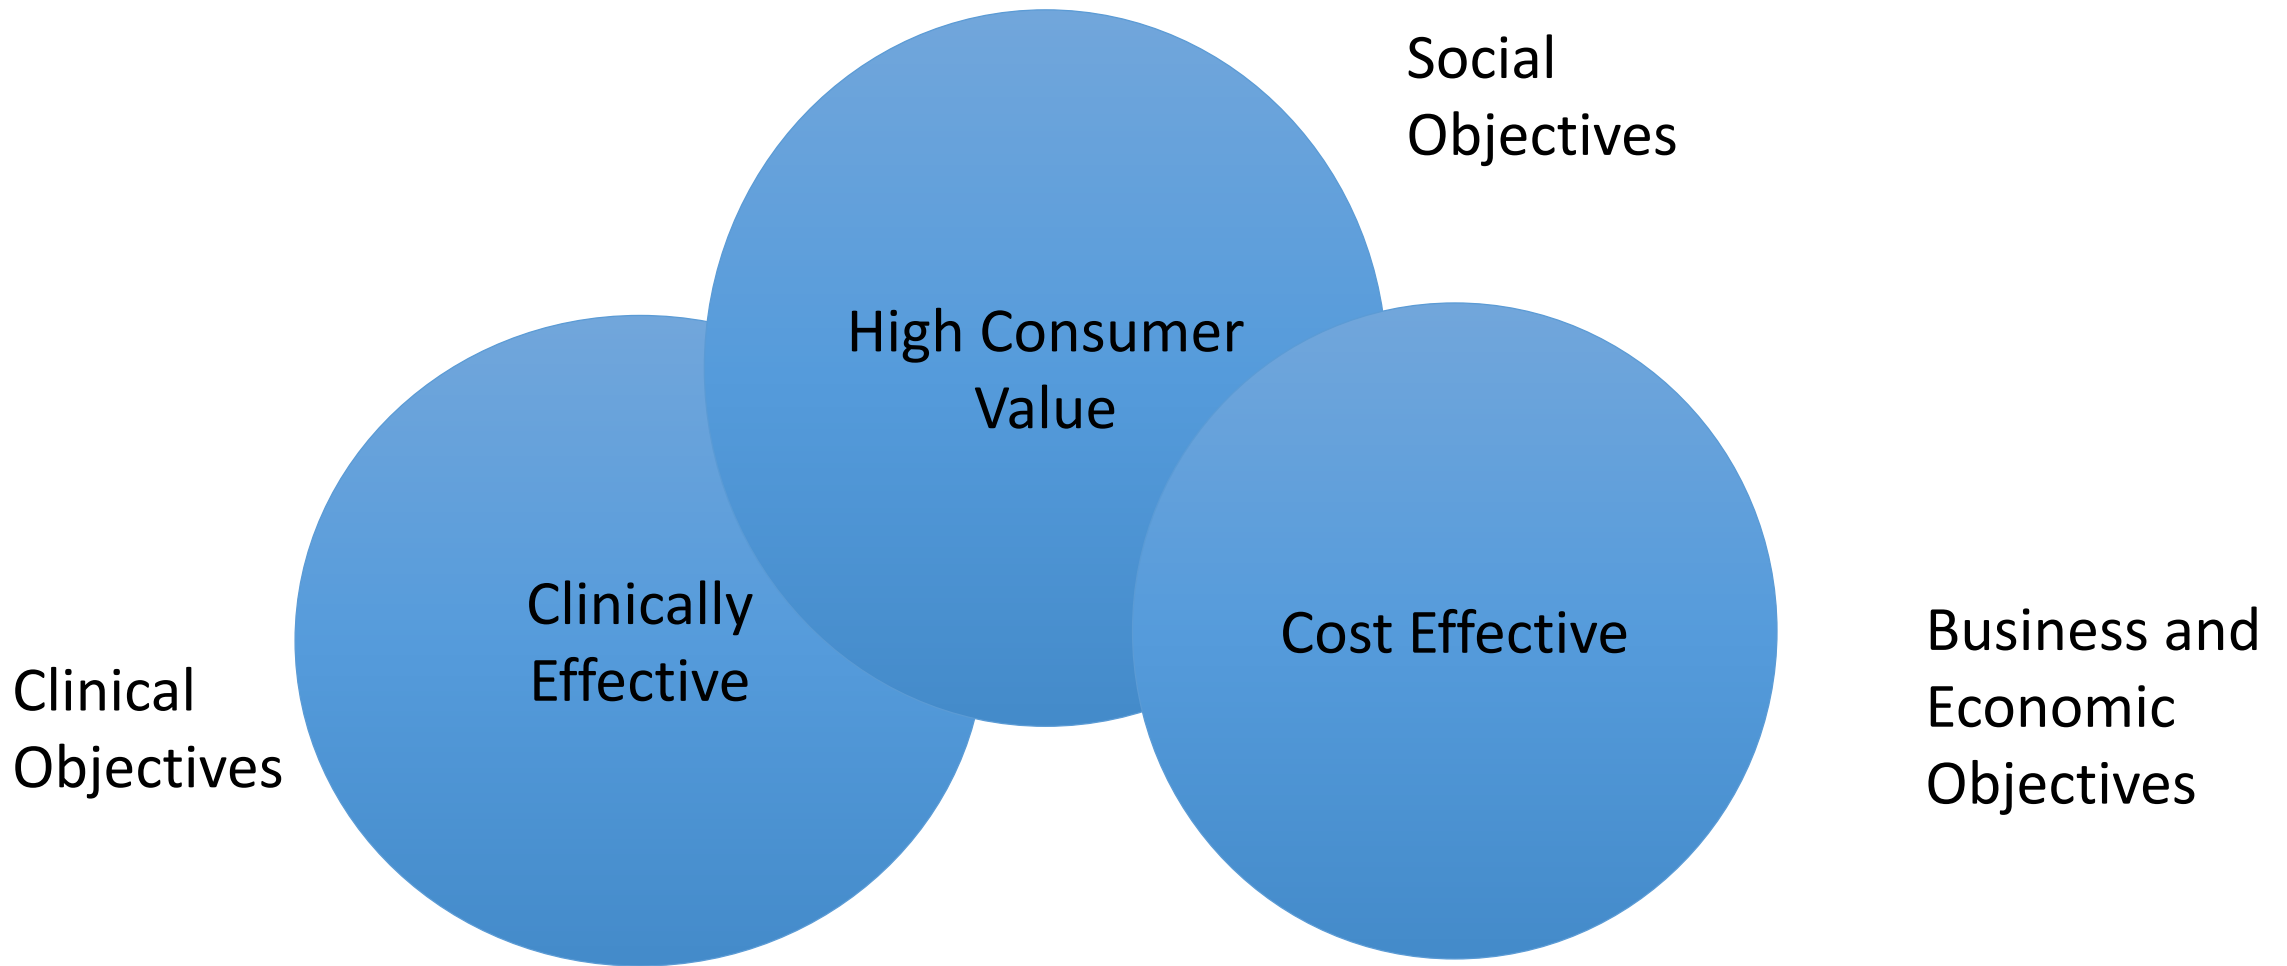 Social
Objectives
High Consumer
Value
Clinically
Effective
Cost Effective
Clinical
Objectives
Business and
Economic
Objectives